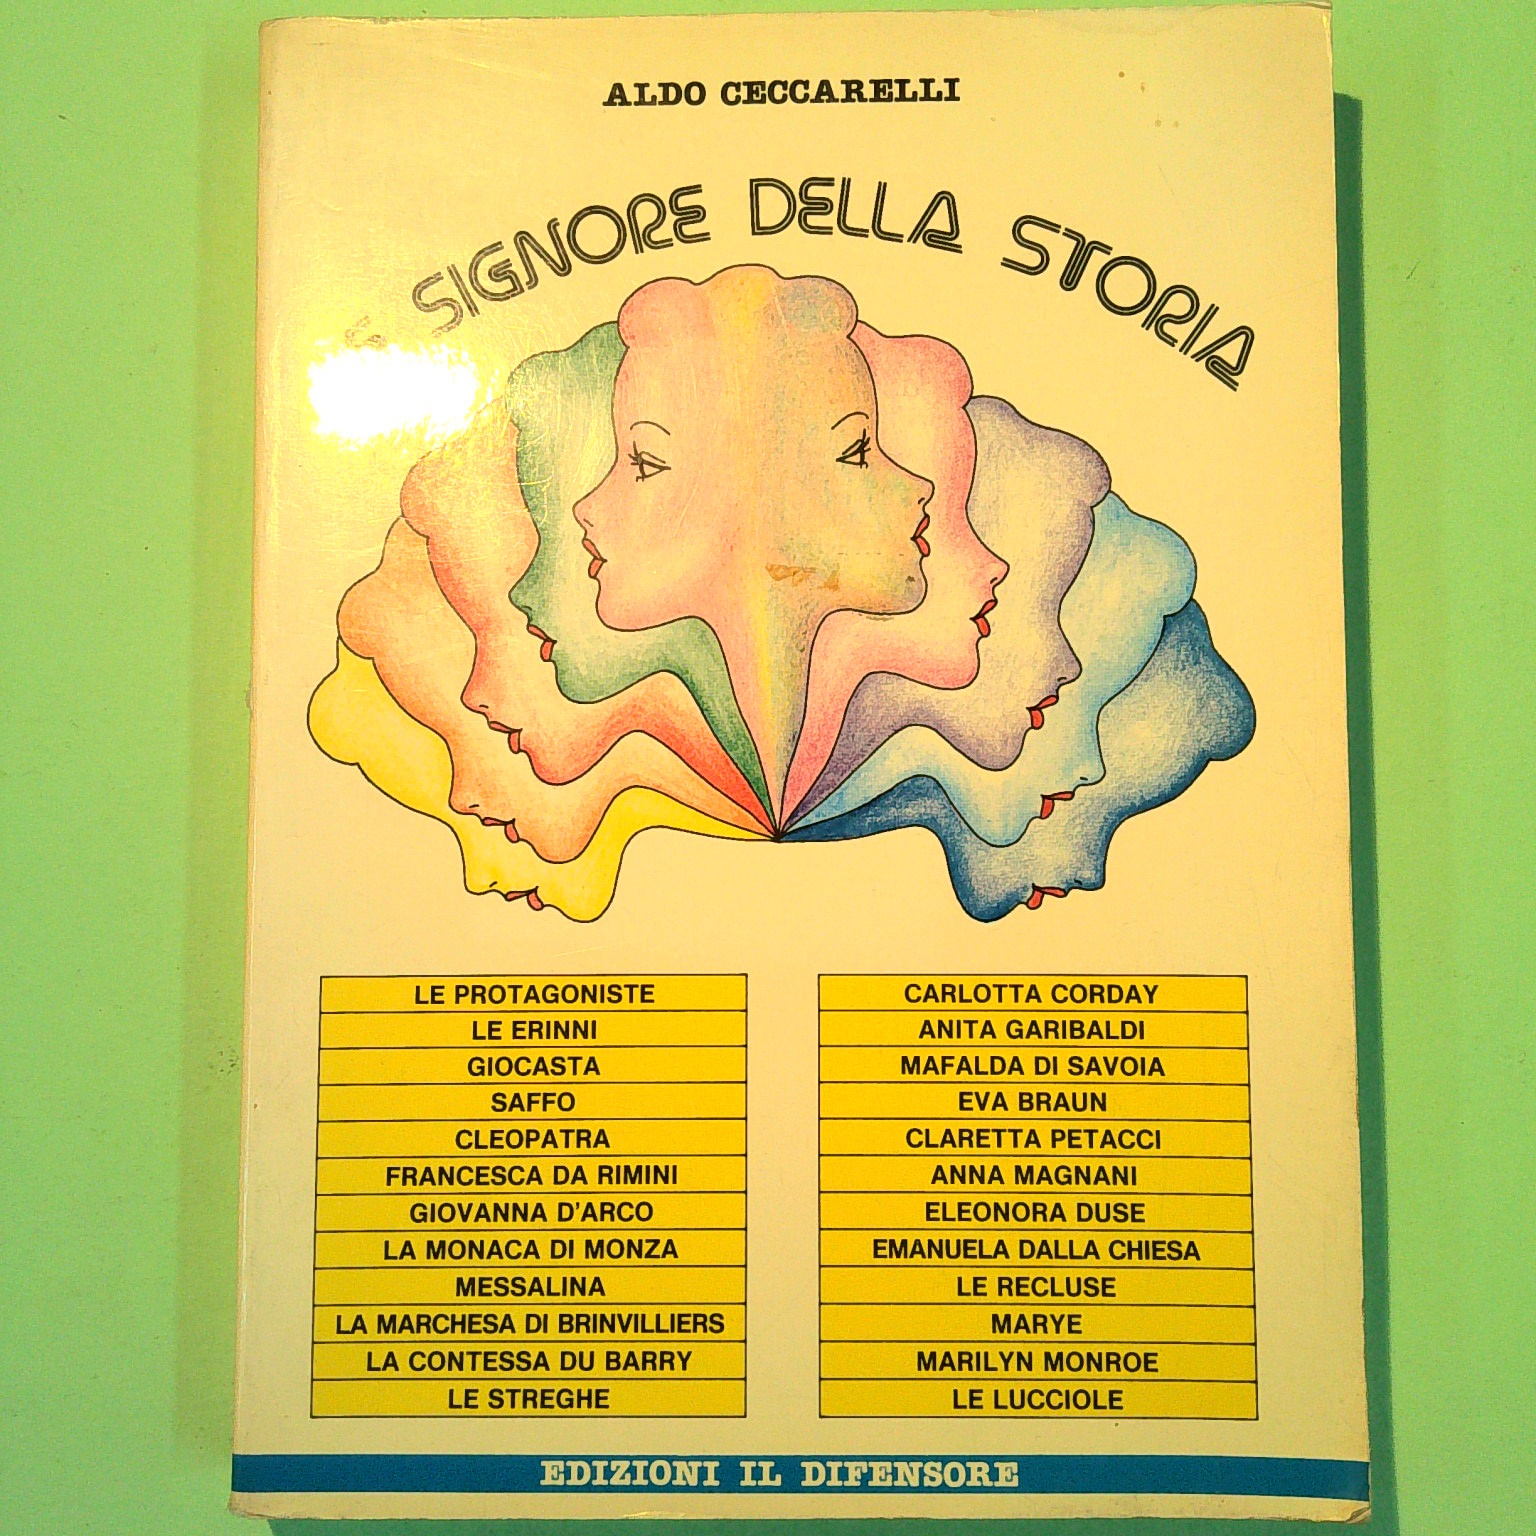 ALDO CECCARELLI
SIGNORE DELLA STORIA
LE PROTAGONISTE
LE ERINNI
GIOCASTA
SAFFO
CLEOPATRA
FRANCESCA DA RIMINI
GIOVANNA D'ARCO
LA MONACA DI MONZA
MESSALINA
LA MARCHESA DI BRINVILLIERS
LA CONTESSA DU BARRY
LE STREGHE
CARLOTTA CORDAY
ANITA GARIBALDI
MAFALDA DI SAVOIA
EVA BRAUN
CLARETTA PETACCI
ANNA MAGNANI
ELEONORA DUSE
EMANUELA DALLA CHIESA
LE RECLUSE
MARYE
MARILYN MONROE
LE LUCCIOLE
EDIZIONI IL DIFENSORE